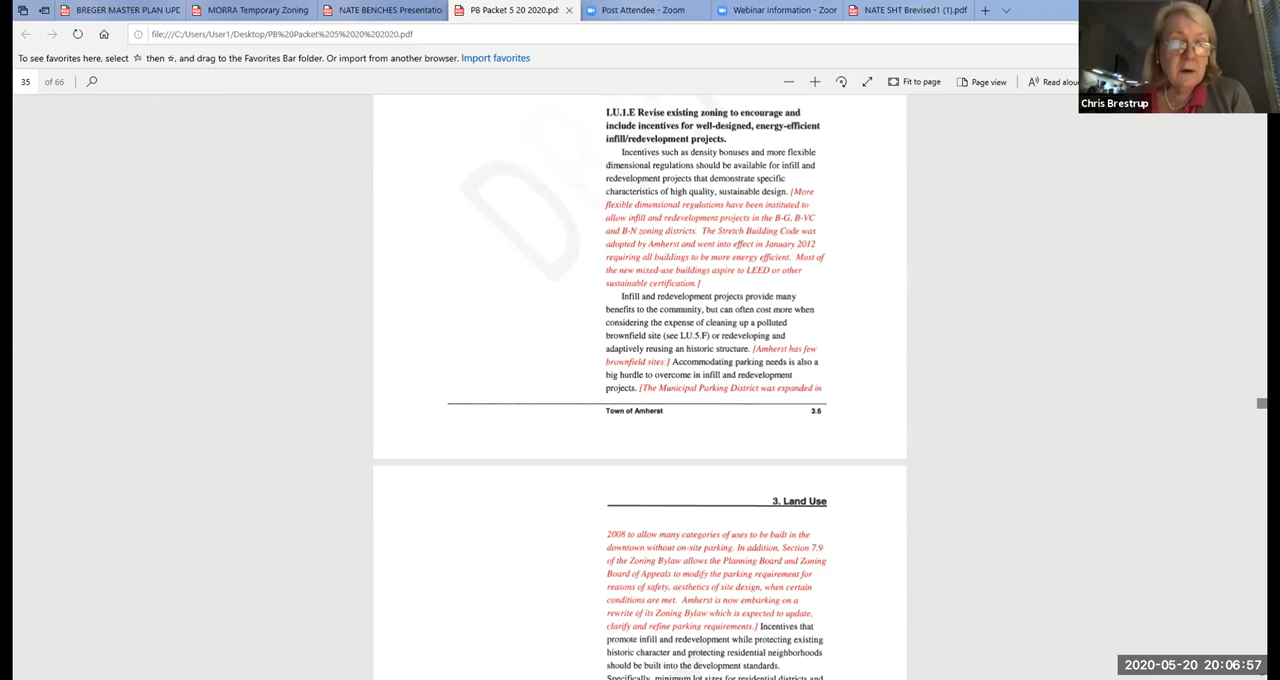 BREGER MASTER PLAN UPD
MORRA Temporary Zoning
NATE BENCHES Presentatio
PB Packet 5 20 2020.pdf
Post Attendee - Zoom
Webinar Information - Zoor
NATE SHT Brevised1 (1).pdf
file:///C:/Users/User1/Desktop/PB%20Packet%205%2020%202020.pdf
To see favorites here, select ☆ then ☆, and drag to the Favorites Bar folder. Or import from another browser. Import favorites
35 of 66
Fit to page
Page view
Read aloud
Chris Brestrup
LU.1.E Revise existing zoning to encourage and
include incentives for well-designed, energy-efficient
infill/redevelopment projects.
Incentives such as density bonuses and more flexible
dimensional regulations should be available for infill and
redevelopment projects that demonstrate specific
characteristics of high quality, sustainable design. [More
flexible dimensional regulations have been instituted to
allow infill and redevelopment projects in the B-G, B-VC
and B-N zoning districts. The Stretch Building Code was
adopted by Amherst and went into effect in January 2012
requiring all buildings to be more energy efficient. Most of
the new mixed-use buildings aspire to LEED or other
sustainable certification.]
Infill and redevelopment projects provide many
benefits to the community, but can often cost more when
considering the expense of cleaning up a polluted
brownfield site (see LU.5.F) or redeveloping and
adaptively reusing an historic structure. [Amherst has few
brownfield sites.] Accommodating parking needs is also a
big hurdle to overcome in infill and redevelopment
projects. [The Municipal Parking District was expanded in
Town of Amherst 3.5
3. Land Use
2008 to allow many categories of uses to be built in the
downtown without on-site parking. In addition, Section 7.9
of the Zoning Bylaw allows the Planning Board and Zoning
Board of Appeals to modify the parking requirement for
reasons of safety, aesthetics of site design, when certain
conditions are met. Amherst is now embarking on a
rewrite of its Zoning Bylaw which is expected to update,
clarify and refine parking requirements.] Incentives that
promote infill and redevelopment while protecting existing
historic character and protecting residential neighborhoods
should be built into the development standards.
Specifically, minimum lot sizes for residential districts and
2020-05-20 20:06:57